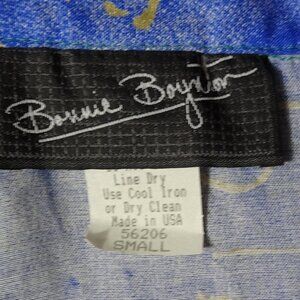 Bonnie Boynton
Line Dry
Use Cool Iron
or Dry Clean
Made in USA
56206
SMALL